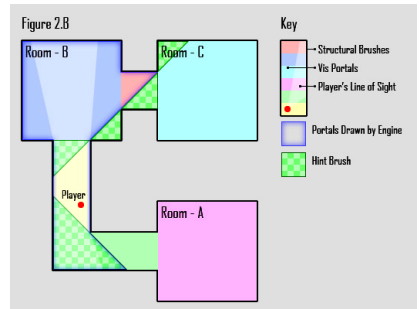 Figure 2.B
Key
Room - B
Room - C
Structural Brushes
Vis Portals
Player's Line of Sight
Portals Drawn by Engine
Hint Brush
Player
Room - A